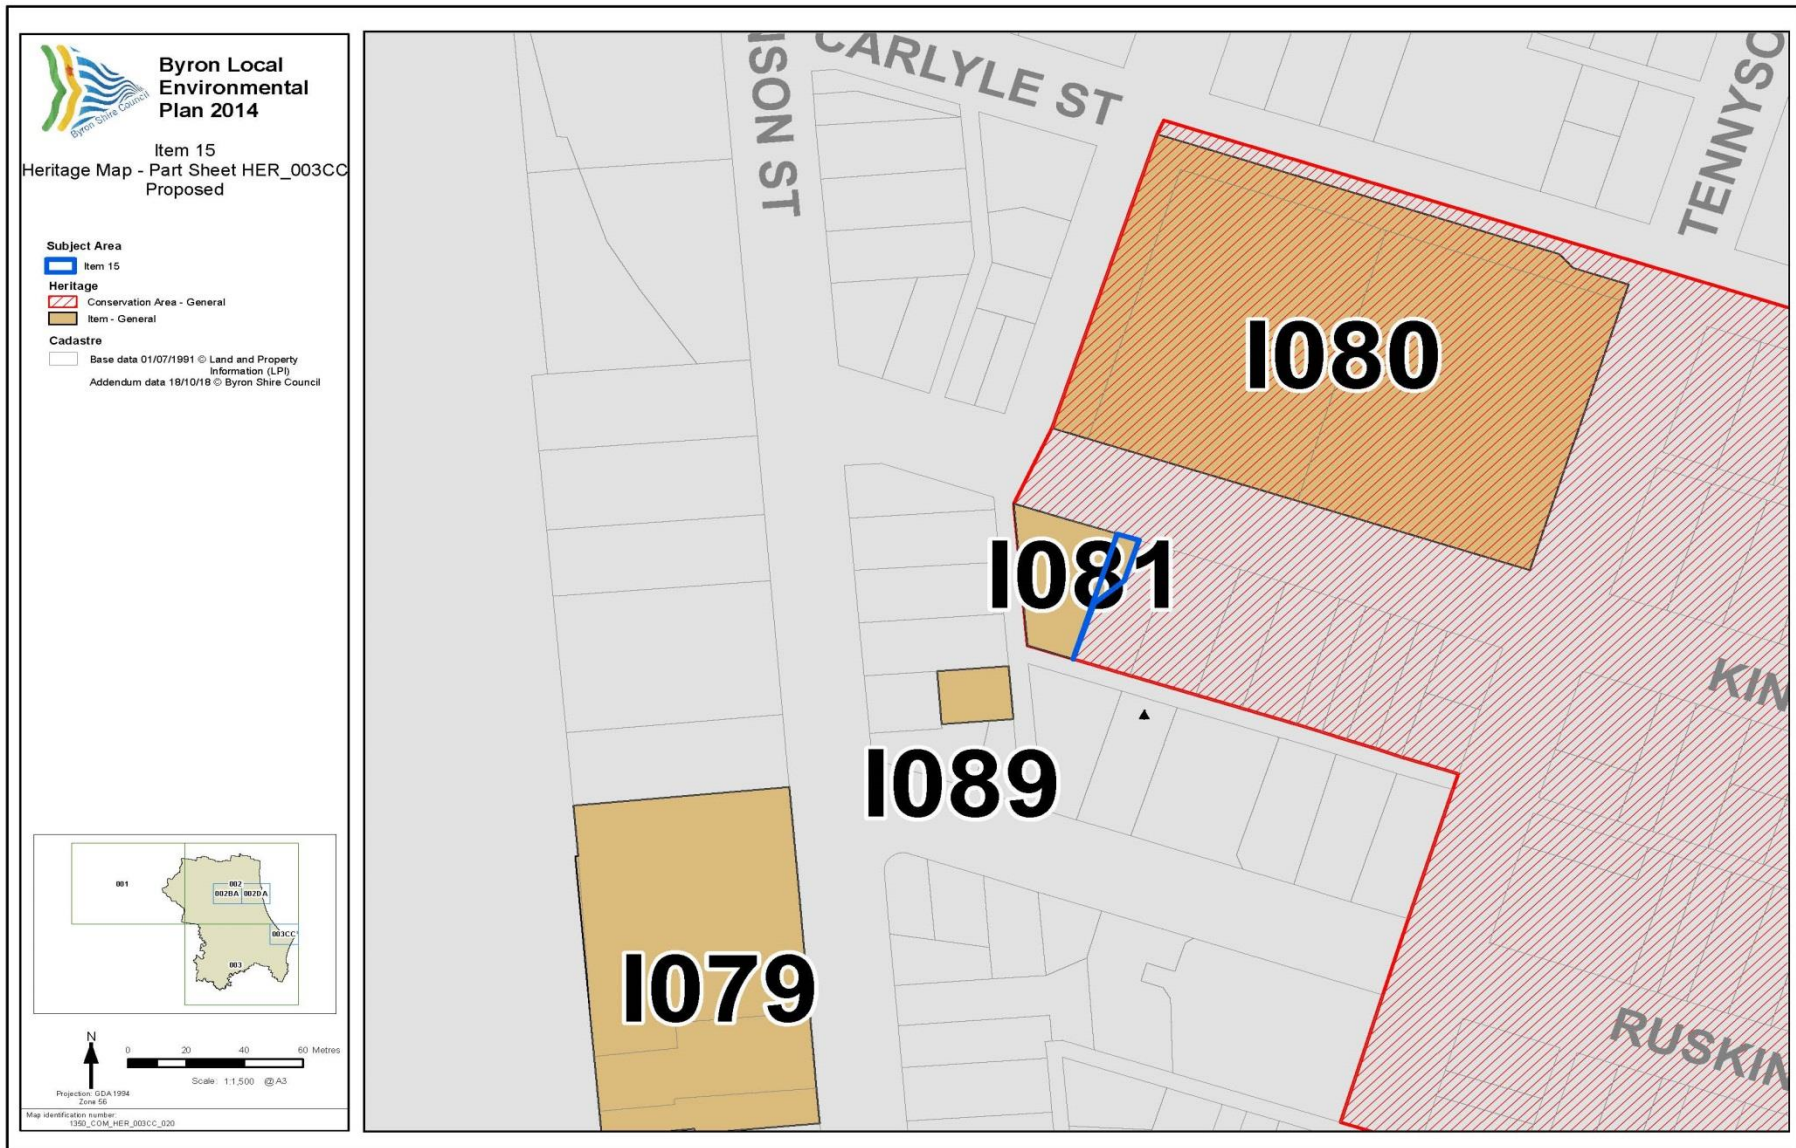 Byron Local
Environmental
Plan 2014
Byron Shire Council
Item 15
Heritage Map - Part Sheet HER_003CC
Proposed
Subject Area
Item 15
Heritage
Conservation Area - General
Item - General
Cadastre
Base data 01/07/1991 © Land and Property
Information (LPI)
Addendum data 18/10/18 © Byron Shire Council
001
002
002BA
002DA
003CC
003
N
0 20 40 60 Metres
Scale: 1:1,500 @A3
Projection: GDA 1994
Zone 56
Map identification number:
1350_COM_HER_003CC_020
NSON ST
CARLYLE ST
TENNYSO
I080
I081
KIN
I089
I079
RUSKIN